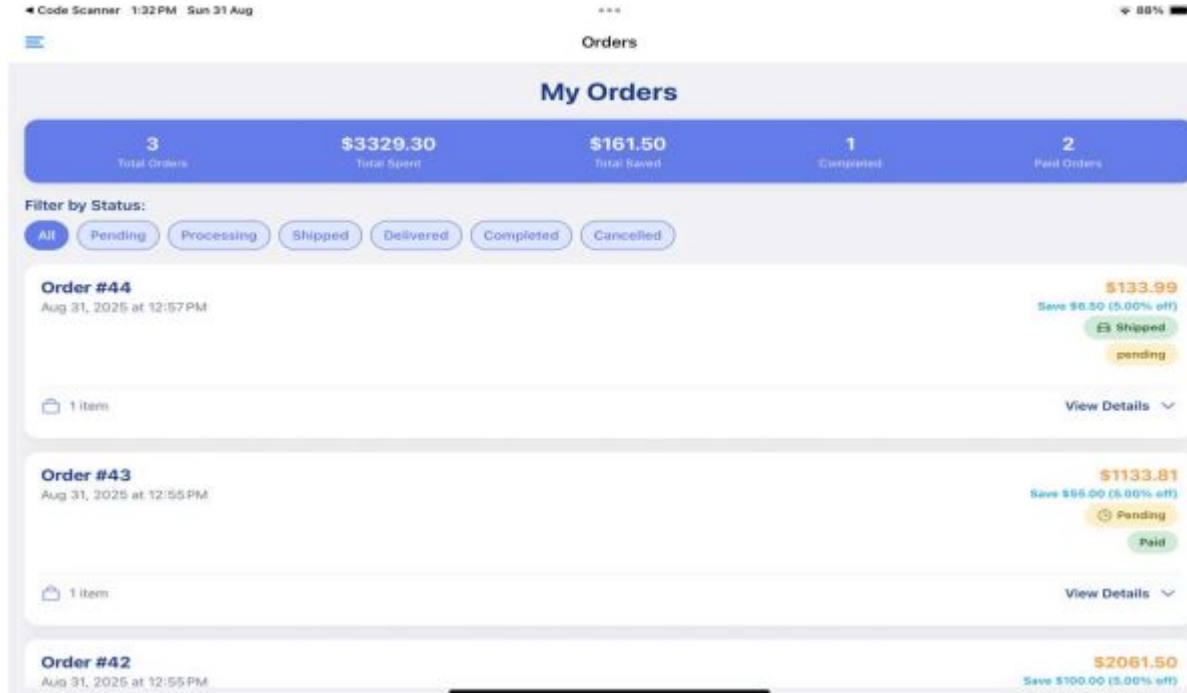 ◀ Code Scanner 1:32 PM Sun 31 Aug 88%
Orders
My Orders
3 $3329.30 $161.50 1 2
Total Orders Total Spent Total Saved Completed Paid Orders
Filter by Status:
All Pending Processing Shipped Delivered Completed Cancelled
Order #44 $133.99
Aug 31, 2025 at 12:57 PM Save $6.50 (5.00% off)
Shipped
pending
1 item View Details
Order #43 $1133.81
Aug 31, 2025 at 12:55 PM Save $55.00 (5.00% off)
Pending
Paid
1 item View Details
Order #42 $2061.50
Aug 31, 2025 at 12:55 PM Save $100.00 (5.00% off)